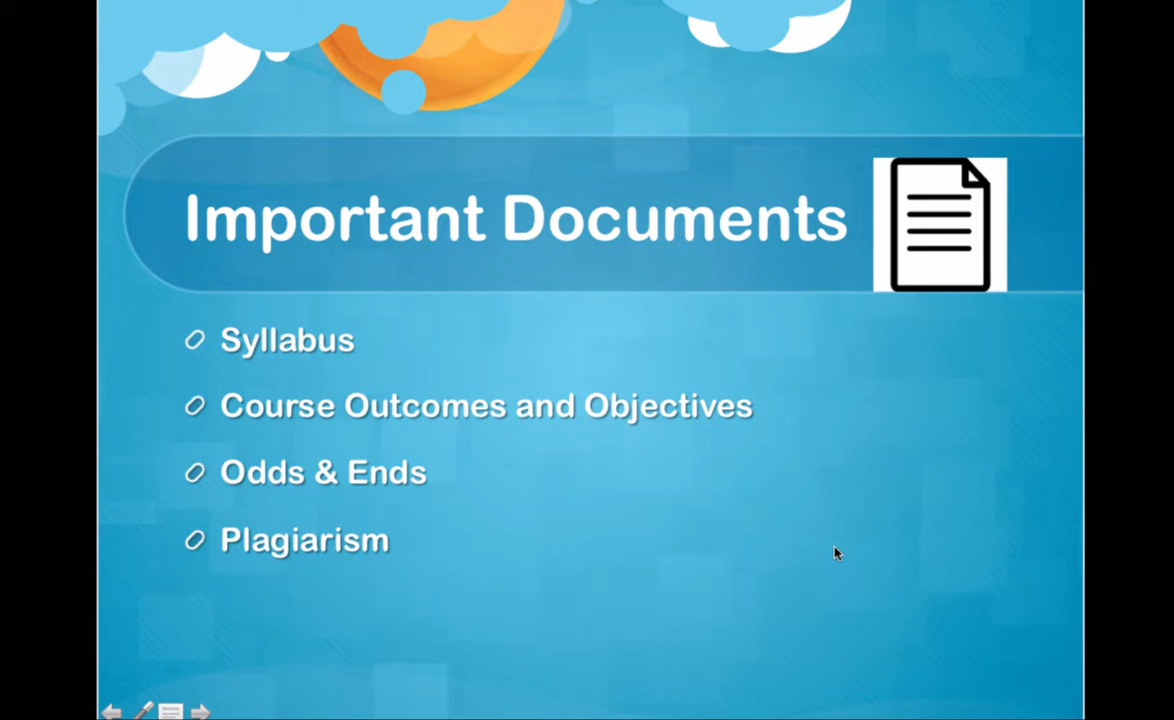 Important Documents
Syllabus
Course Outcomes and Objectives
Odds & Ends
Plagiarism